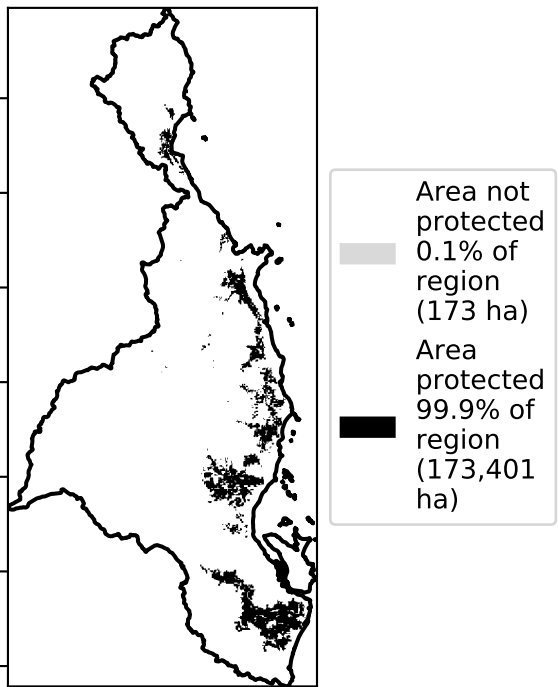 Area not
protected
0.1% of
region
(173 ha)
Area
protected
99.9% of
region
(173,401
ha)